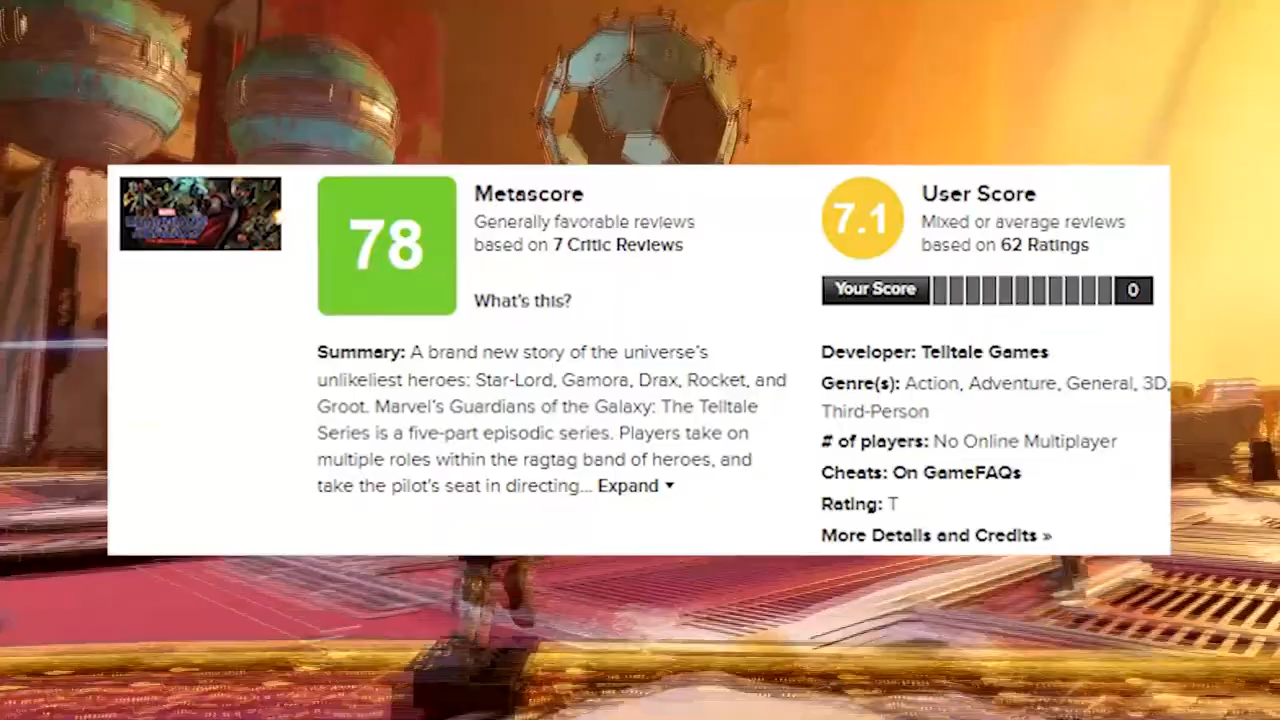 MARVEL
78
Metascore
Generally favorable reviews
based on 7 Critic Reviews
What's this?
Summary: A brand new story of the universe's
unlikeliest heroes: Star-Lord, Gamora, Drax, Rocket, and
Groot. Marvel's Guardians of the Galaxy: The Telltale
Series is a five-part episodic series. Players take on
multiple roles within the ragtag band of heroes, and
take the pilot's seat in directing... Expand
7.1
User Score
Mixed or average reviews
based on 62 Ratings
Your Score 0
Developer: Telltale Games
Genre(s): Action, Adventure, General, 3D,
Third-Person
# of players: No Online Multiplayer
Cheats: On GameFAQs
Rating: T
More Details and Credits »